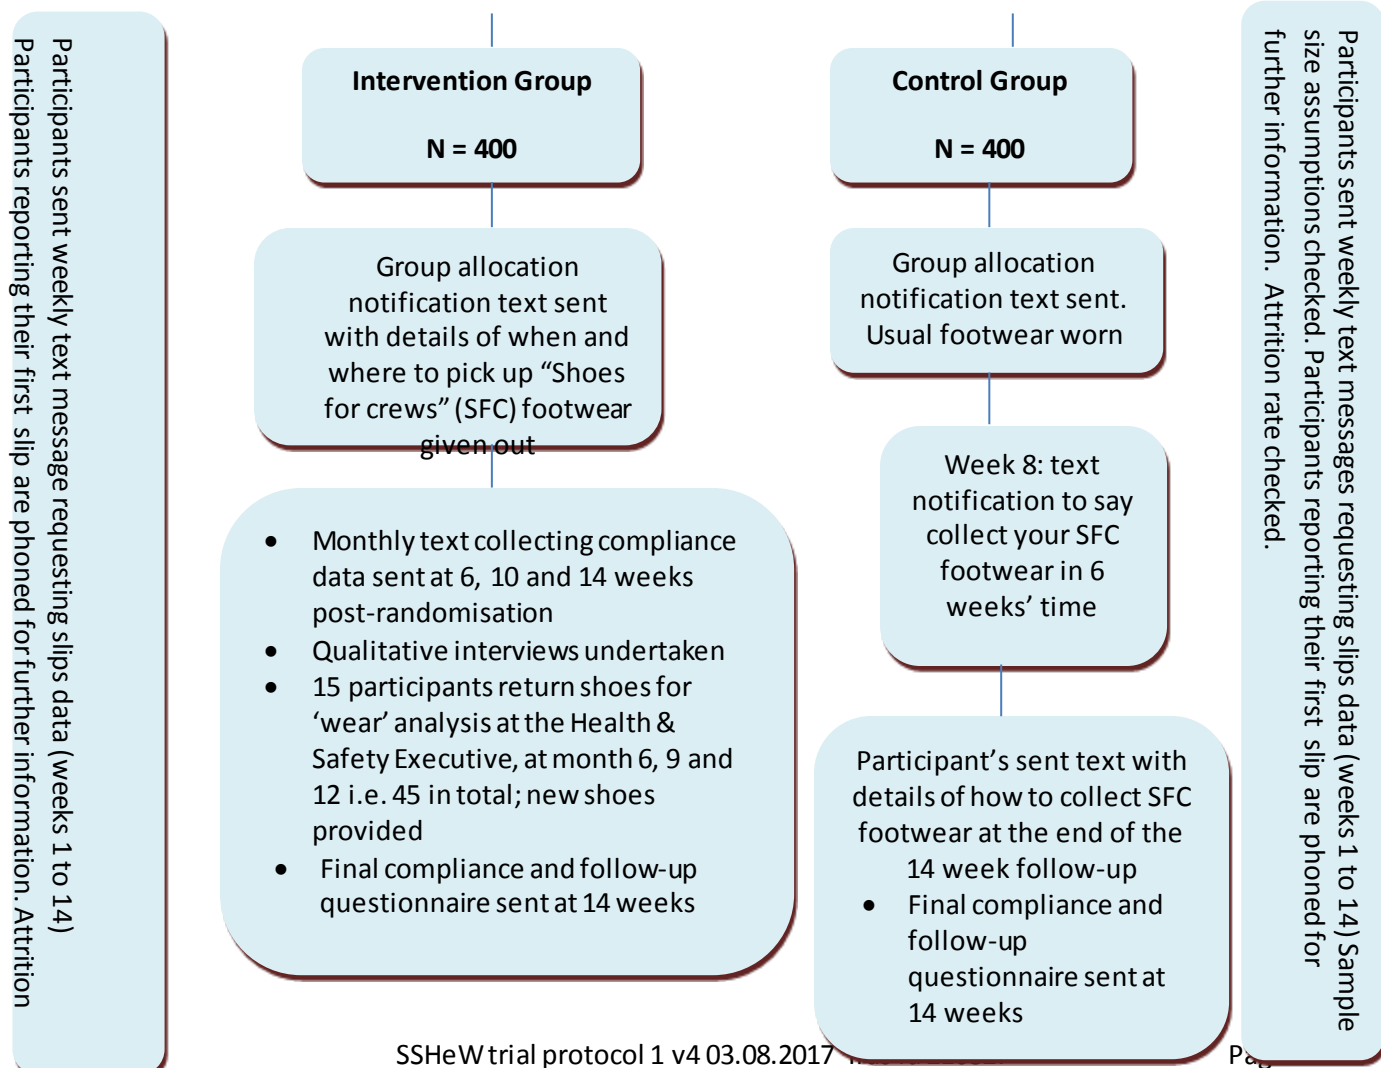 Participants sent weekly text message requesting slips data (weeks 1 to 14)
Participants reporting their first slip are phoned for further information. Attrition
Intervention Group
N = 400
Group allocation
notification text sent
with details of when and
where to pick up “Shoes
for crews” (SFC) footwear
given out
• Monthly text collecting compliance
data sent at 6, 10 and 14 weeks
post-randomisation
• Qualitative interviews undertaken
• 15 participants return shoes for
‘wear’ analysis at the Health &
Safety Executive, at month 6, 9 and
12 i.e. 45 in total; new shoes
provided
• Final compliance and follow-up
questionnaire sent at 14 weeks
Control Group
N = 400
Group allocation
notification text sent.
Usual footwear worn
Week 8: text
notification to say
collect your SFC
footwear in 6
weeks’ time
Participant’s sent text with
details of how to collect SFC
footwear at the end of the
14 week follow-up
• Final compliance and
follow-up
questionnaire sent at
14 weeks
Participants sent weekly text messages requesting slips data (weeks 1 to 14) Sample
size assumptions checked. Participants reporting their first slip are phoned for
further information. Attrition rate checked.
SSHeW trial protocol 1 v4 03.08.2017